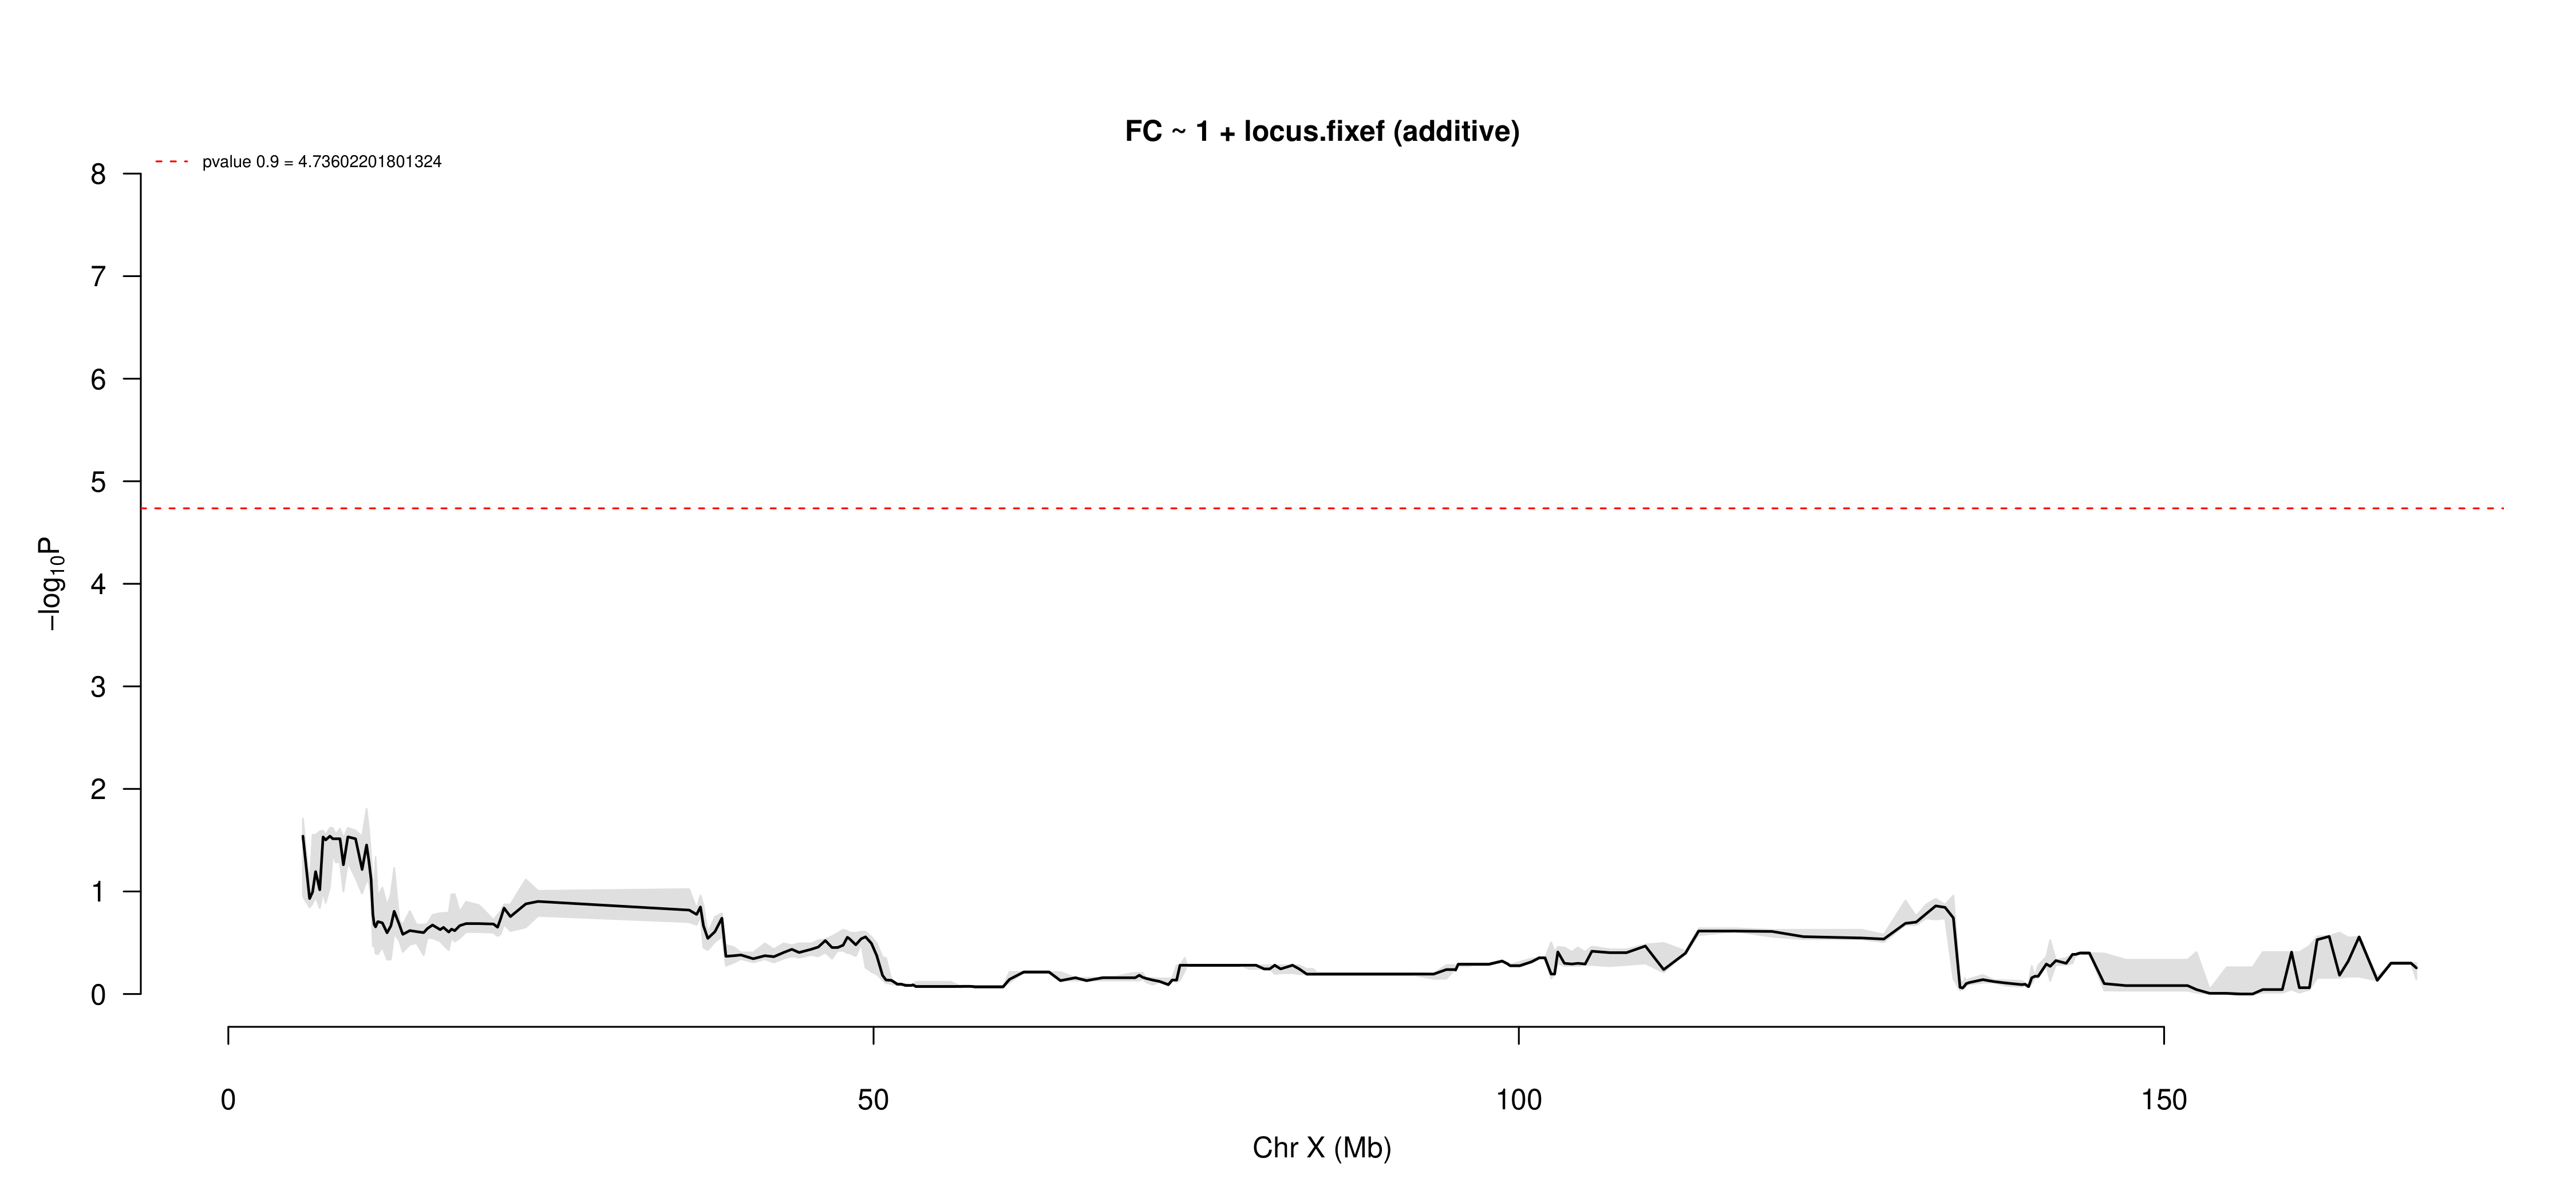 FC ~ 1 + locus.fixef (additive)
pvalue 0.9 = 4.73602201801324
8
7
6
5
4
3
2
1
0
−log10P
0 50 100 150
Chr X (Mb)